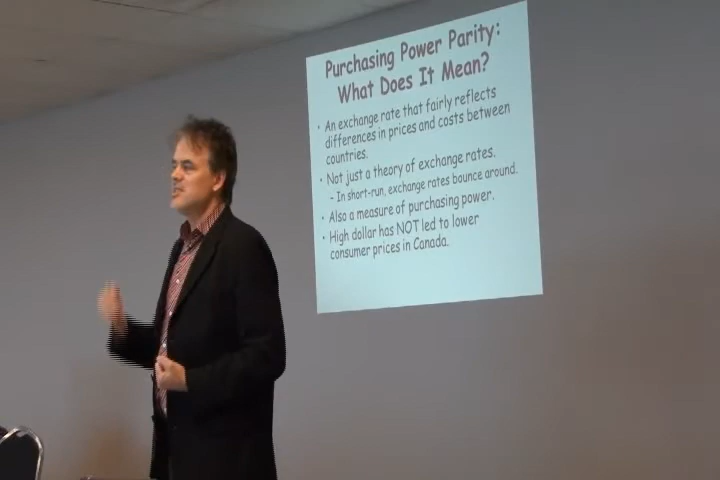 Purchasing Power Parity:
What Does It Mean?
• An exchange rate that fairly reflects
differences in prices and costs between
countries.
• Not just a theory of exchange rates.
- In short-run, exchange rates bounce around.
• Also a measure of purchasing power.
• High dollar has NOT led to lower
consumer prices in Canada.